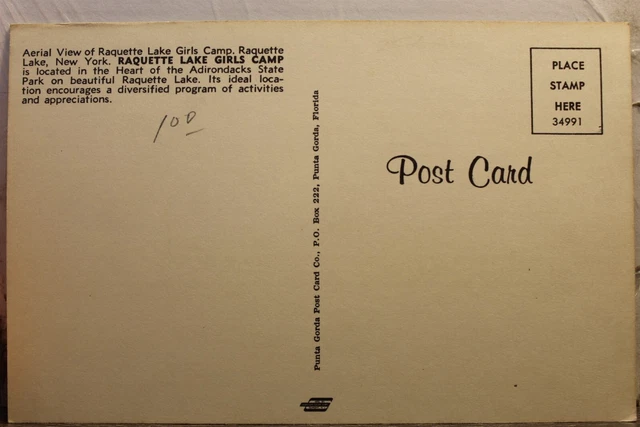 Aerial View of Raquette Lake Girls Camp, Raquette
Lake, New York. RAQUETTE LAKE GIRLS CAMP
is located in the Heart of the Adirondacks State
Park on beautiful Raquette Lake. Its ideal loca-
tion encourages a diversified program of activities
and appreciations.
100
Punta Gorda Post Card Co., P.O. Box 222, Punta Gorda, Florida
PLACE
STAMP
HERE
34991
Post Card